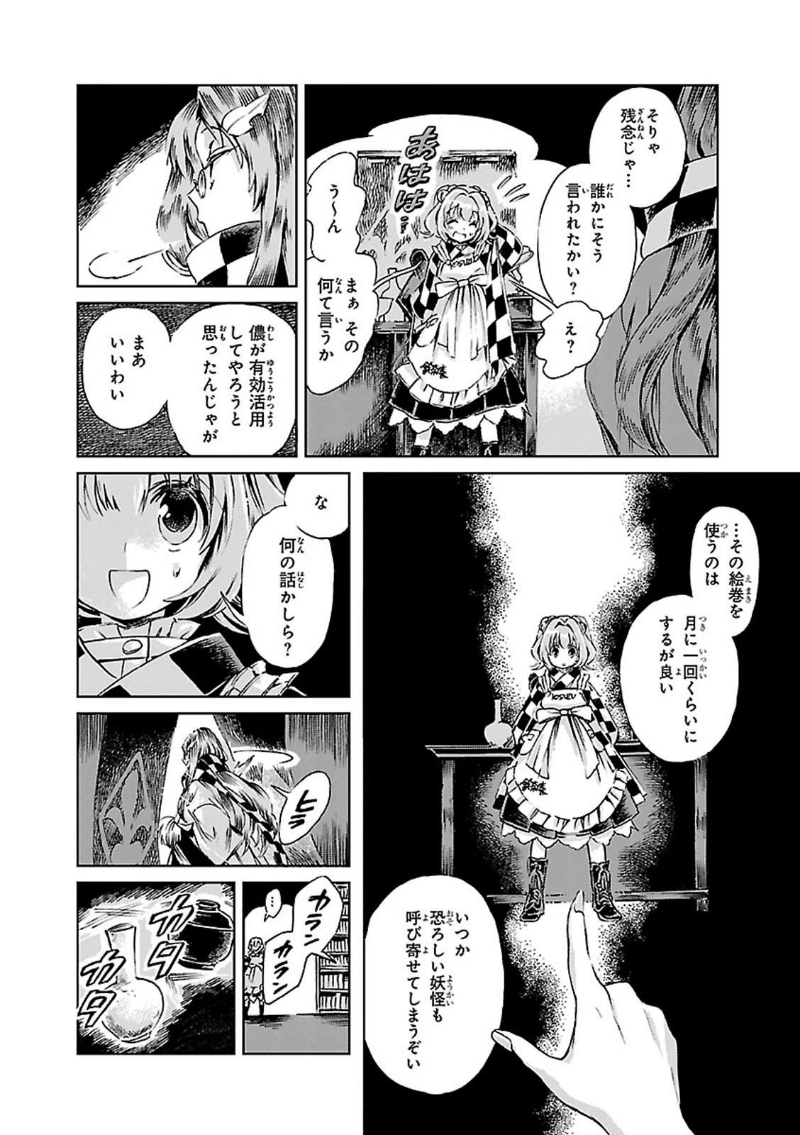 そりゃ
残念じゃ…
誰かにそう
言われたかい？
え？
あはは…
う〜ん
まぁ その
何て言うか
儂が有効活用
してやろうと
思ったんじゃが
まあ
いいわい
…その絵巻を
使うのは
月に一回くらいに
するが良い
KOSUZU
鈴奈庵
いつか
恐ろしい妖怪も
呼び寄せてしまうぞい
な
何の話かしら？
ヒラ
カラン
カラン
…
カタ
カタ